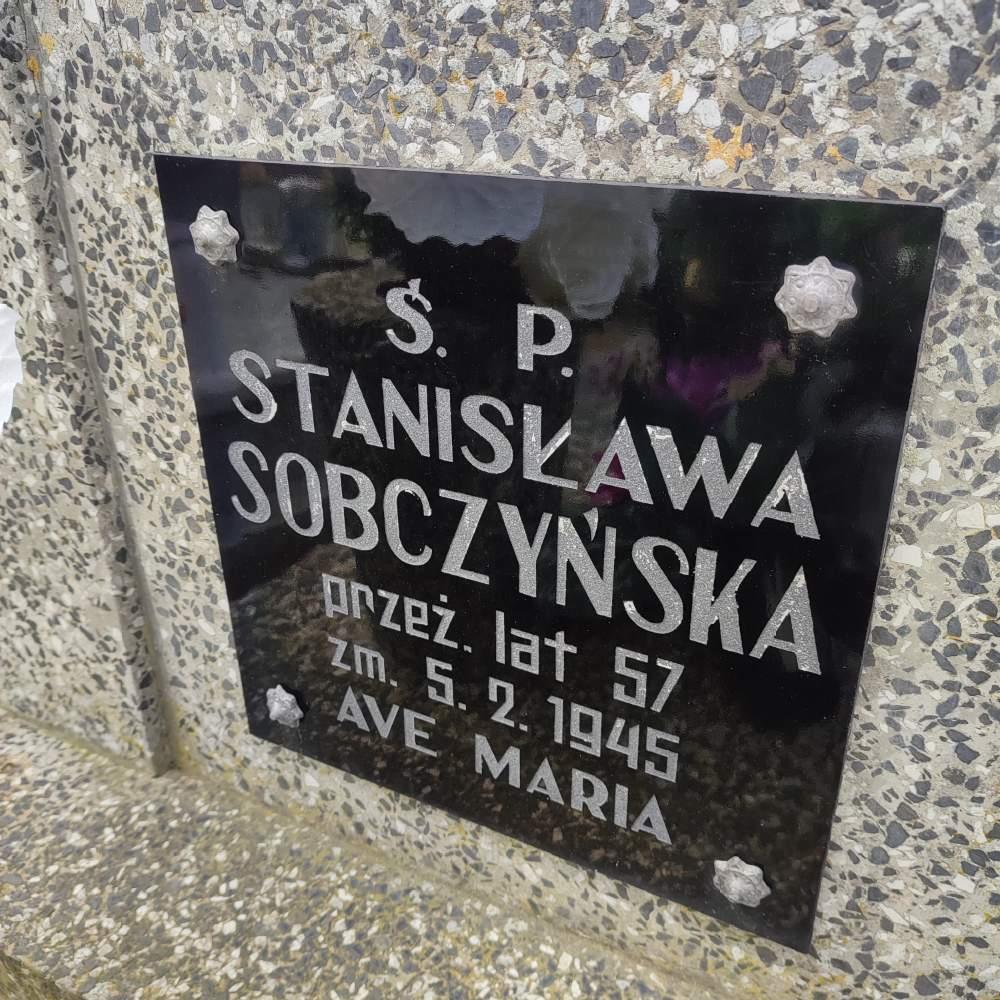 Ś. P.
STANISŁAWA
SOBCZYŃSKA
przeż. lat 57
zm. 5. 2. 1945
AVE MARIA